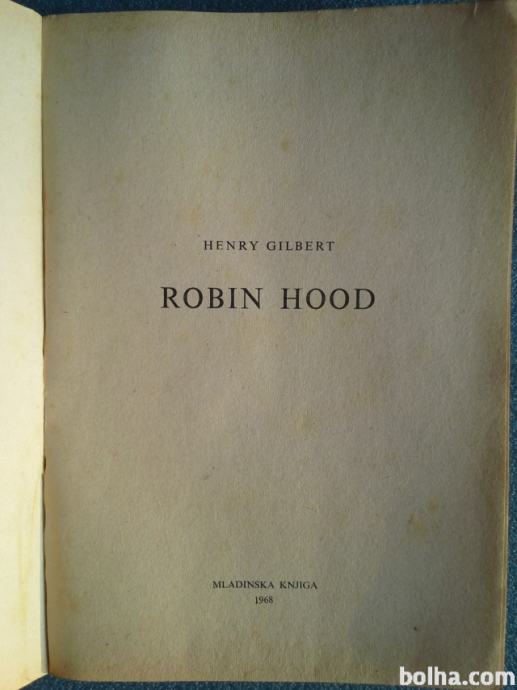 HENRY GILBERT
ROBIN HOOD
MLADINSKA KNJIGA
1968
bolha.com